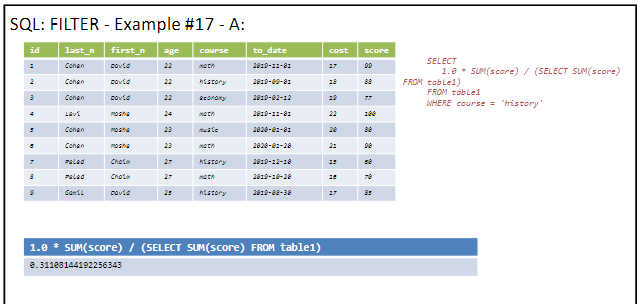 SQL: FILTER - Example #17 - A:
id last_n first_n age course to_date cost score
1 Cohen David 22 math 2019-11-01 17 99
2 Cohen David 22 history 2019-09-01 18 88
3 Cohen David 22 economy 2019-02-12 19 77
4 Levi Moshe 24 math 2019-11-01 22 100
5 Cohen Moshe 23 music 2020-01-01 20 80
6 Cohen Moshe 23 math 2020-01-20 21 90
7 Peled Chaim 27 history 2019-12-10 15 60
8 Peled Chaim 27 math 2019-10-20 16 70
9 Gamil David 25 history 2019-08-30 17 85
SELECT
1.0 * SUM(score) / (SELECT SUM(score)
FROM table1)
FROM table1
WHERE course = 'history'
1.0 * SUM(score) / (SELECT SUM(score) FROM table1)
0.31108144192256343